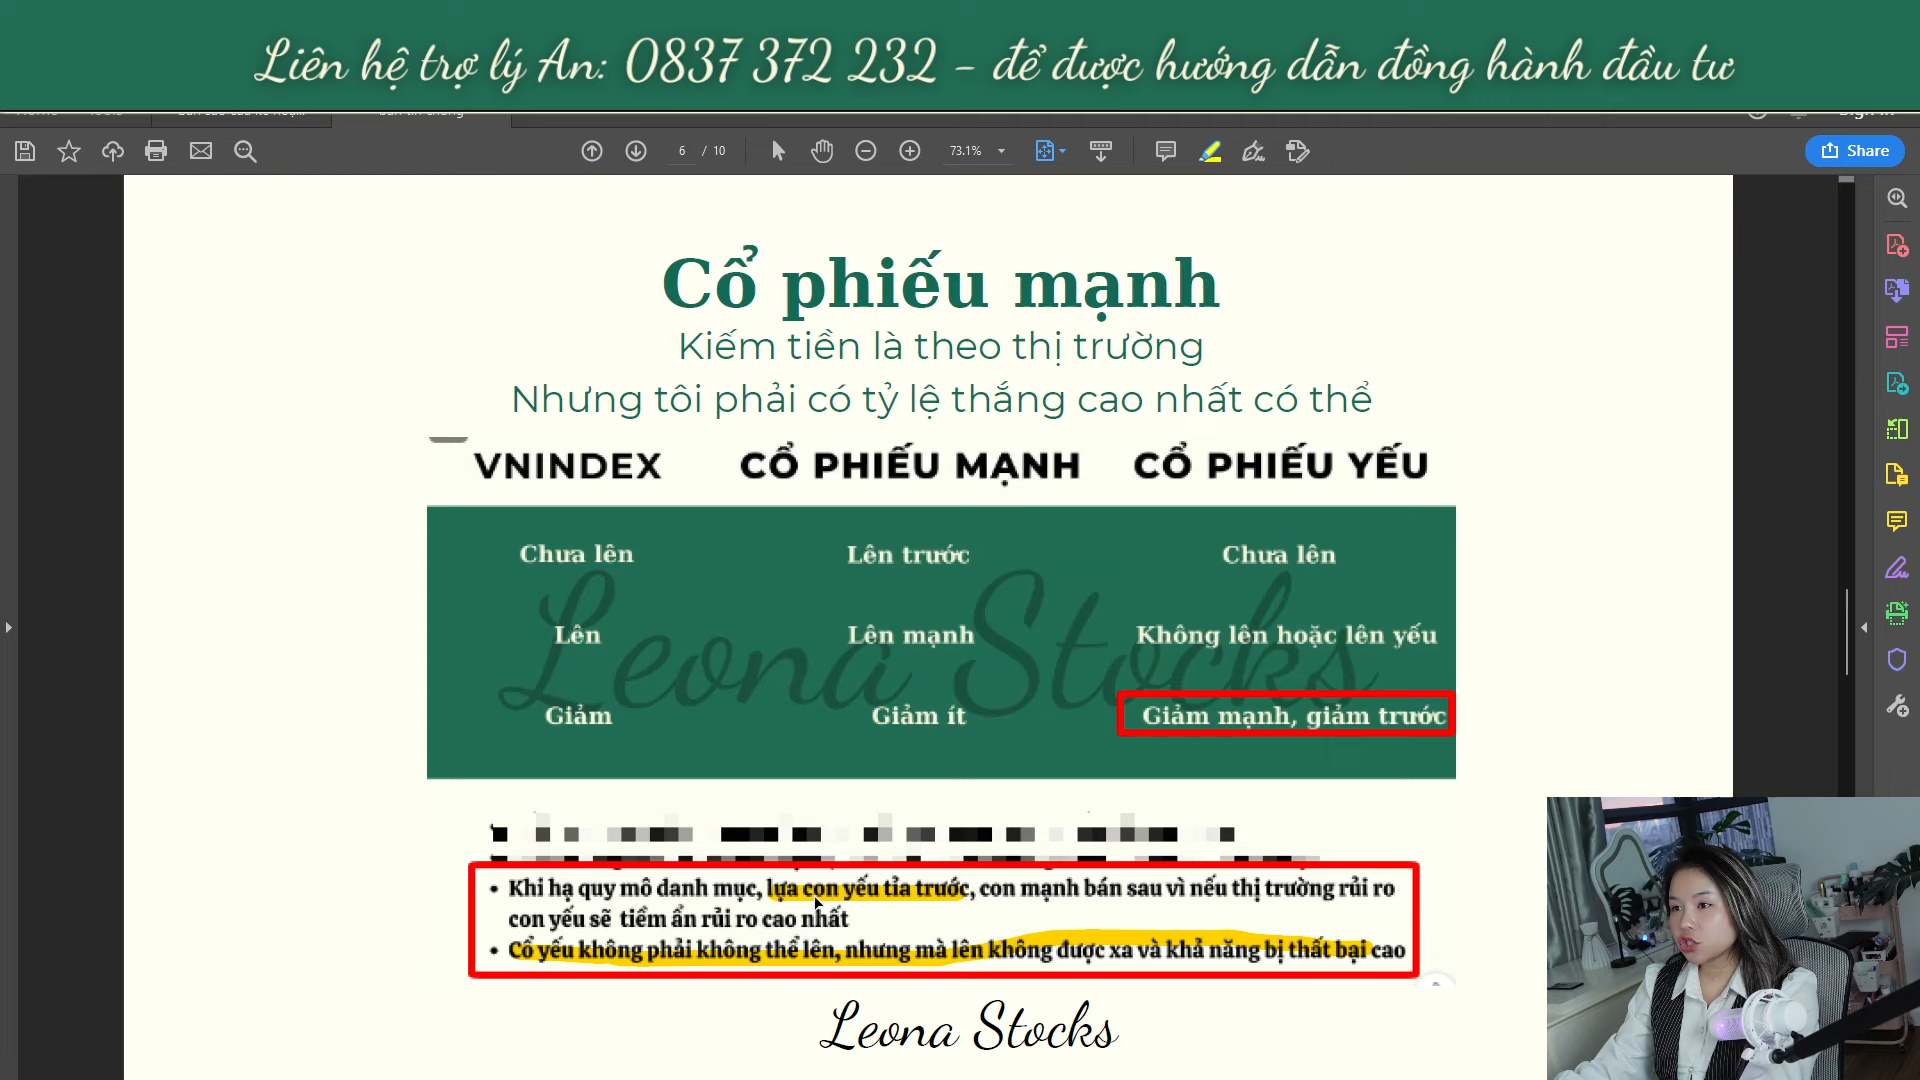 Liên hệ trợ lý An: 0837 372 232 - để được hướng dẫn đồng hành đầu tư
6 / 10
73.1%
Share
Cổ phiếu mạnh
Kiếm tiền là theo thị trường
Nhưng tôi phải có tỷ lệ thắng cao nhất có thể
VNINDEX CỔ PHIẾU MẠNH CỔ PHIẾU YẾU
Chưa lên Lên trước Chưa lên
Lên Lên mạnh Không lên hoặc lên yếu
Giảm Giảm ít Giảm mạnh, giảm trước
Leona Stocks
• Khi hạ quy mô danh mục, lựa con yếu tỉa trước, con mạnh bán sau vì nếu thị trường rủi ro
con yếu sẽ tiềm ẩn rủi ro cao nhất
• Cổ yếu không phải không thể lên, nhưng mà lên không được xa và khả năng bị thất bại cao
Leona Stocks